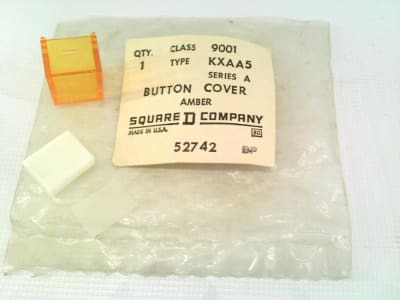 QTY. CLASS 9001
1 TYPE KXAA5
SERIES A
BUTTON COVER
AMBER
SQUARE D COMPANY
MADE IN U.S.A.
52742